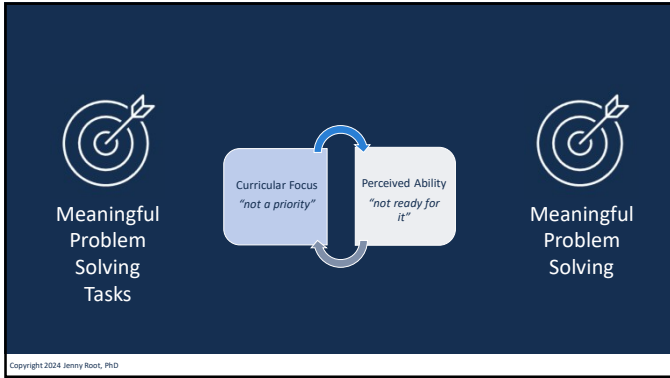 Meaningful
Problem
Solving
Tasks
Curricular Focus
"not a priority"
Perceived Ability
"not ready for
it"
Meaningful
Problem
Solving
Copyright 2024 Jenny Root, PhD